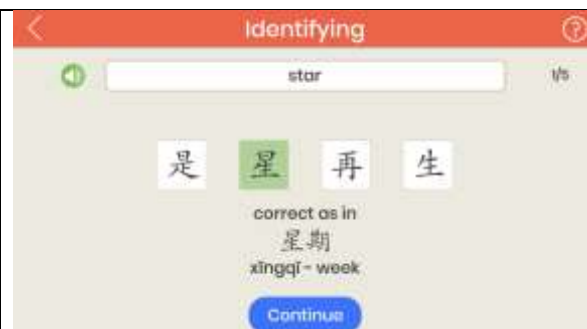 Identifying
star
1/5
是 星 再 生
correct as in
星期
xīngqī - week
Continue